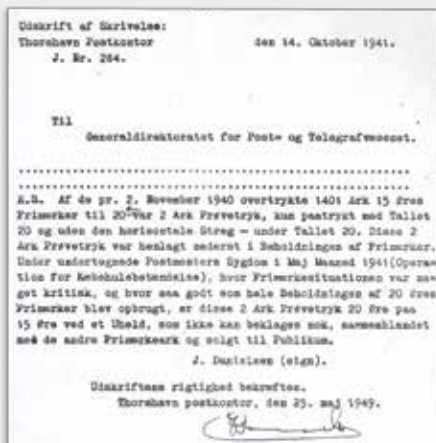 Udskrift af Skrivelse:
Thorshavn Postkontor den 14. Oktober 1941.
J. Nr. 264.
Til
Generaldirektoratet for Post- og Telegrafvæsenet.
..........................................................
..........................................................
N.B. Af de pr. 2. November 1940 overtrykte 1401 Ark 15 Øres
Frimærker til 20 var 2 Ark Prøvetryk, kun paatrykt med Tallet
20 og uden den horisontale Streg - under Tallet 20. Disse 2
Ark Prøvetryk var henlagt nederst i Beholdningen af Frimærker.
Under undertegnede Postmesters Sygdom i Maj Maaned 1941 (Opera-
tion for Kæbehulebetændelse), hvor Frimærkesituationen var me-
get kritisk, og hvor saa godt som hele Beholdningen af 20 øres
Frimærker blev opbrugt, er disse 2 Ark Prøvetryk 20 Øre paa
15 Øre ved et Uheld, som ikke kan beklages nok, sammenblandet
med de andre Frimærkeark og solgt til Publikum.
J. Danielsen (sign).
Udskriftens rigtighed bekræftes.
Thorshavn postkontor, den 25. maj 1949.